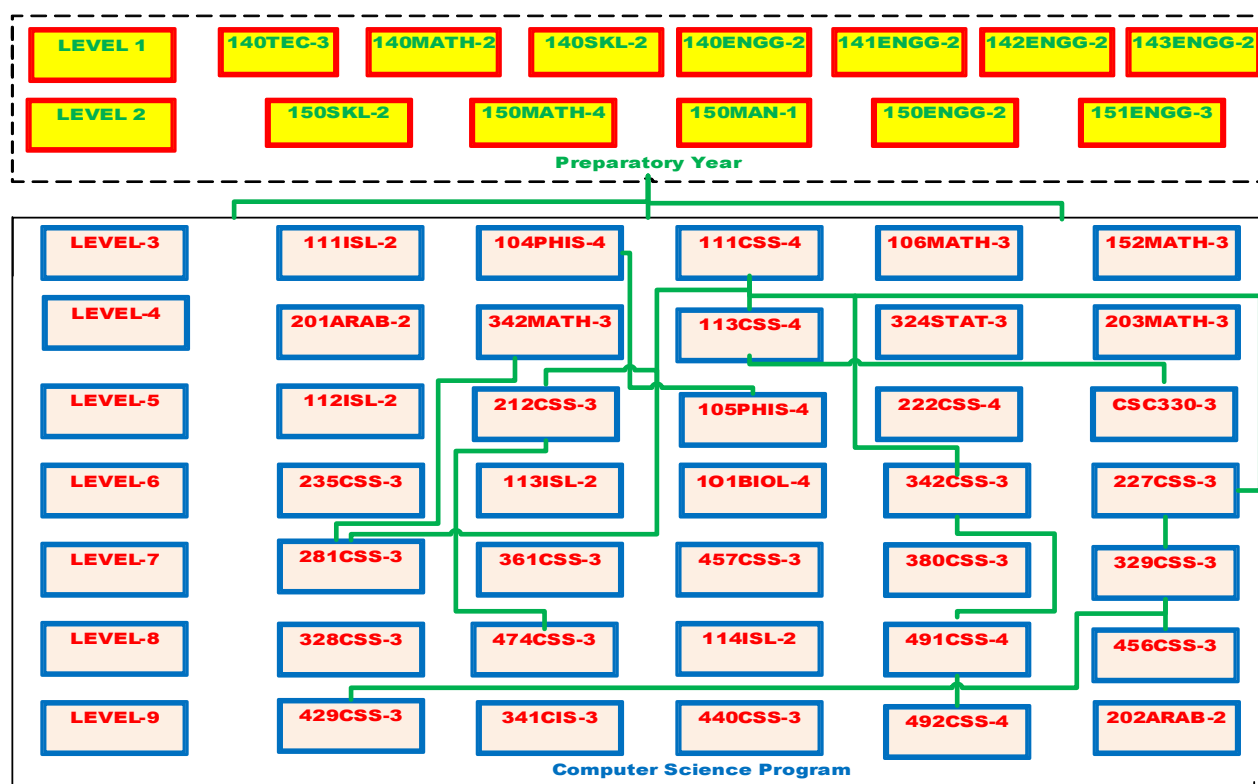 LEVEL 1 140TEC-3 140MATH-2 140SKL-2 140ENGG-2 141ENGG-2 142ENGG-2 143ENGG-2
LEVEL 2 150SKL-2 150MATH-4 150MAN-1 150ENGG-2 151ENGG-3
Preparatory Year
LEVEL-3 111ISL-2 104PHIS-4 111CSS-4 106MATH-3 152MATH-3
LEVEL-4 201ARAB-2 342MATH-3 113CSS-4 324STAT-3 203MATH-3
LEVEL-5 112ISL-2 212CSS-3 105PHIS-4 222CSS-4 CSC330-3
LEVEL-6 235CSS-3 113ISL-2 1O1BIOL-4 342CSS-3 227CSS-3
LEVEL-7 281CSS-3 361CSS-3 457CSS-3 380CSS-3 329CSS-3
LEVEL-8 328CSS-3 474CSS-3 114ISL-2 491CSS-4 456CSS-3
LEVEL-9 429CSS-3 341CIS-3 440CSS-3 492CSS-4 202ARAB-2
Computer Science Program